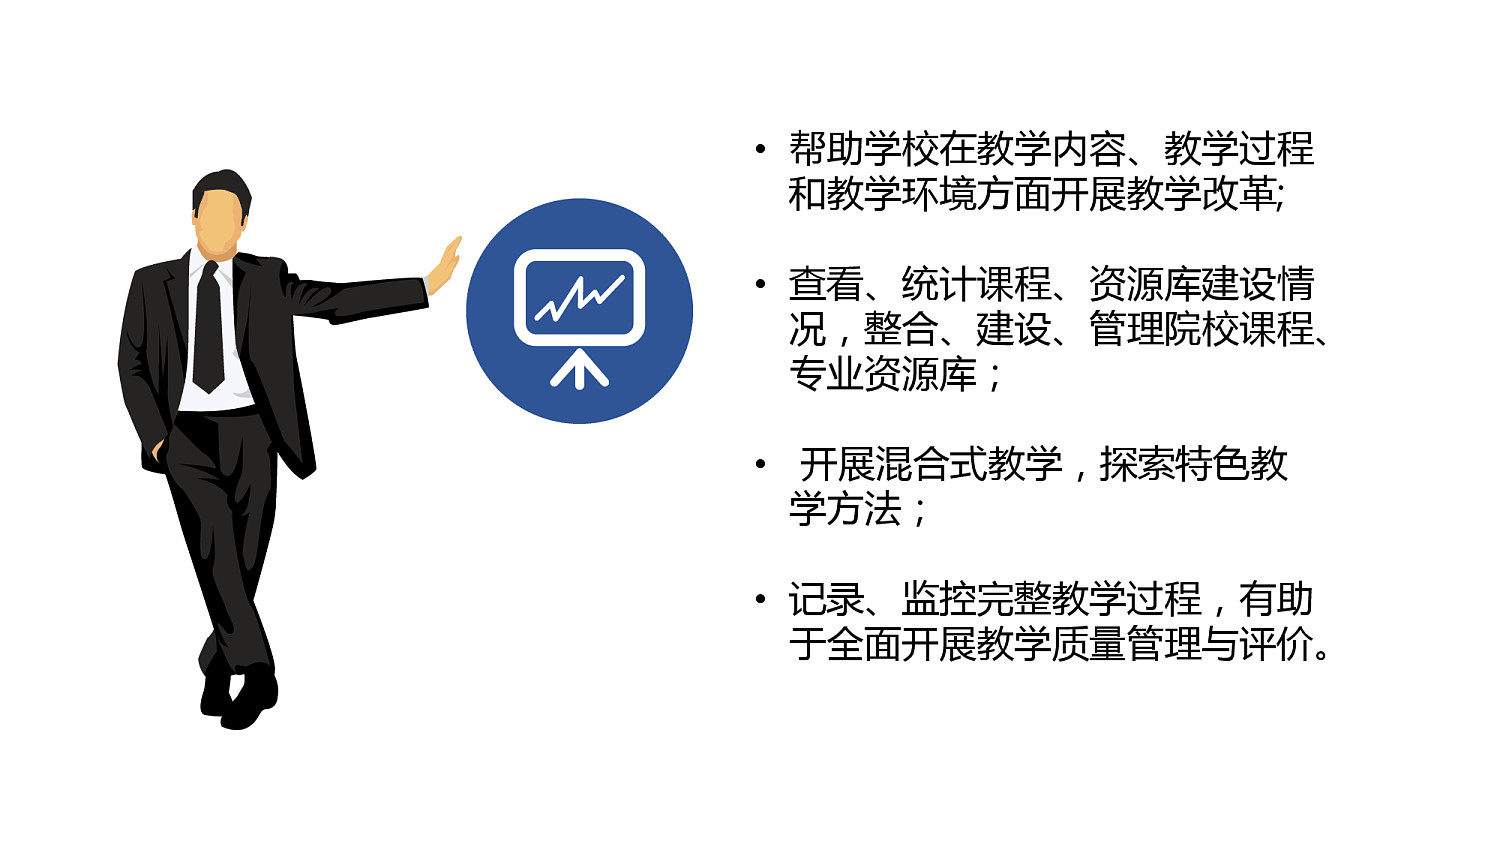 • 帮助学校在教学内容、教学过程
和教学环境方面开展教学改革;
• 查看、统计课程、资源库建设情
况，整合、建设、管理院校课程、
专业资源库；
• 开展混合式教学，探索特色教
学方法；
• 记录、监控完整教学过程，有助
于全面开展教学质量管理与评价。